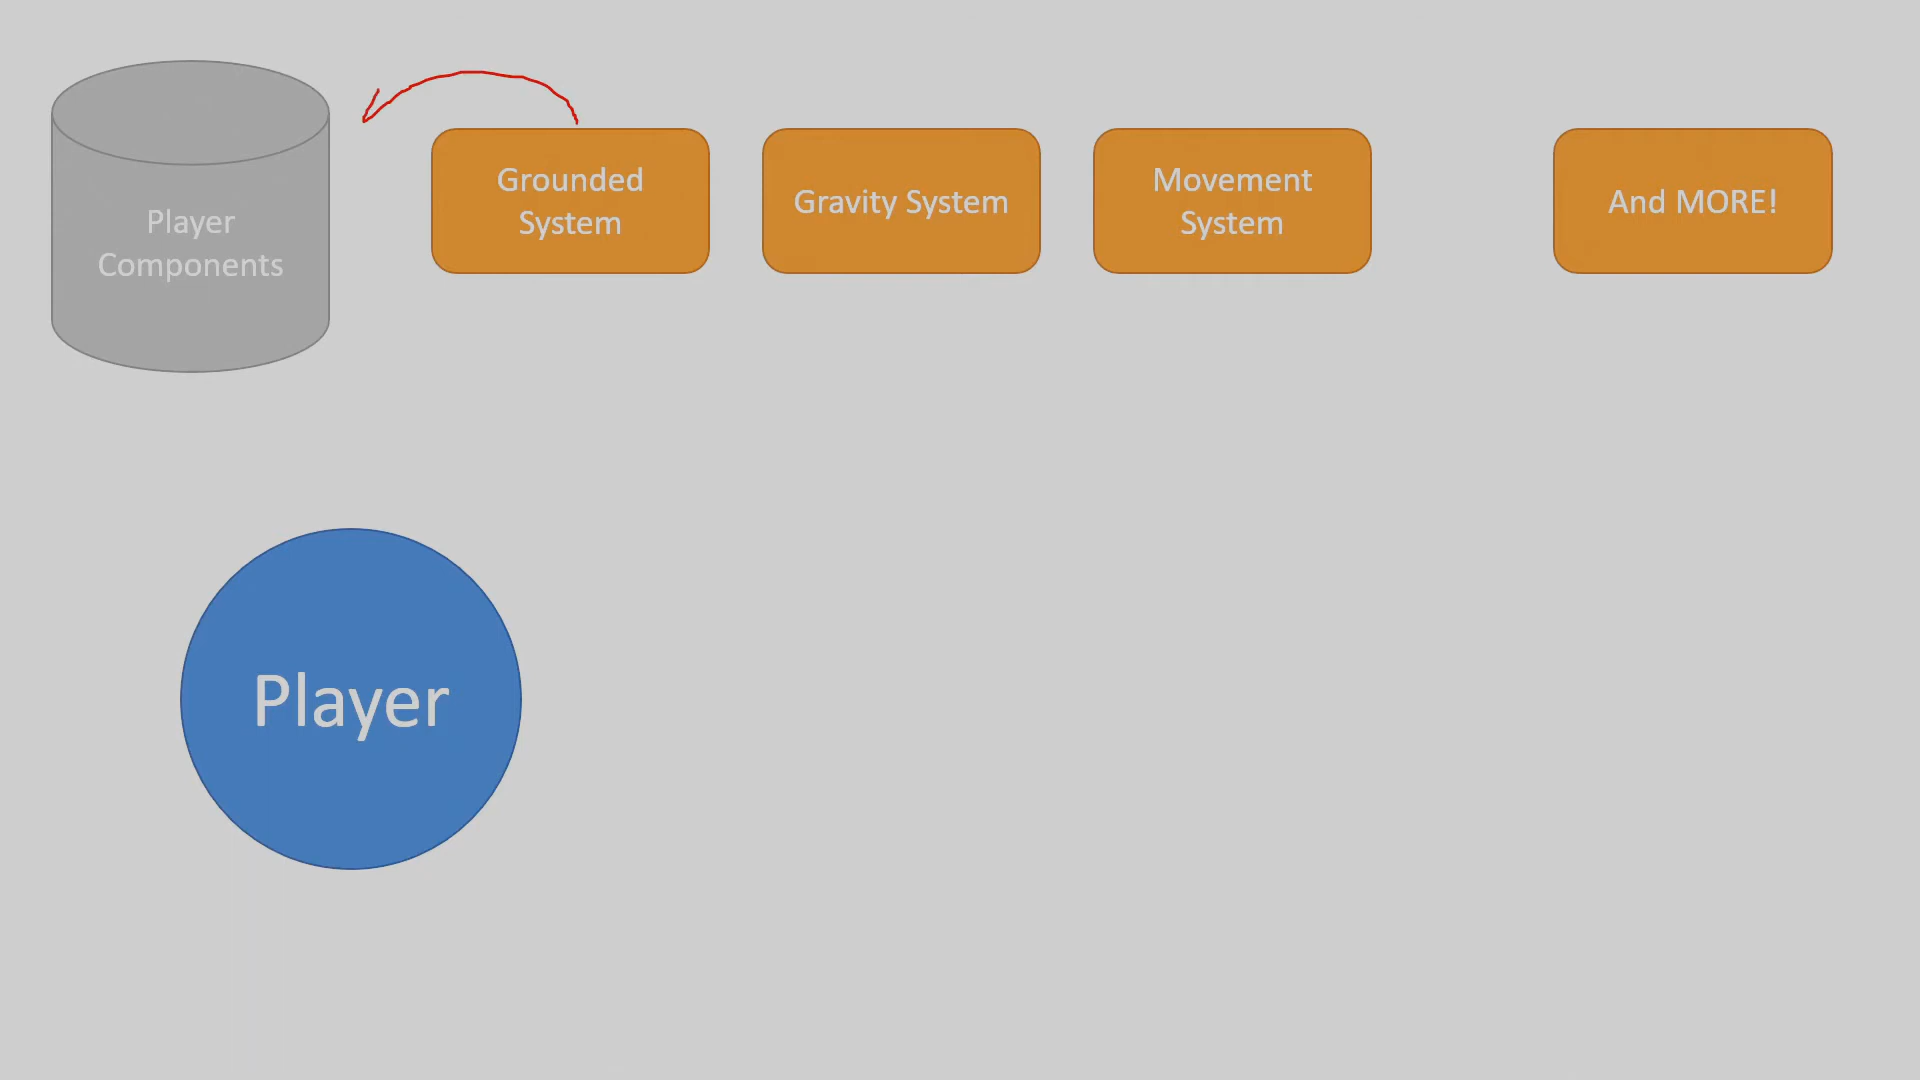 Player
Components
Grounded
System
Gravity System
Movement
System
And MORE!
Player